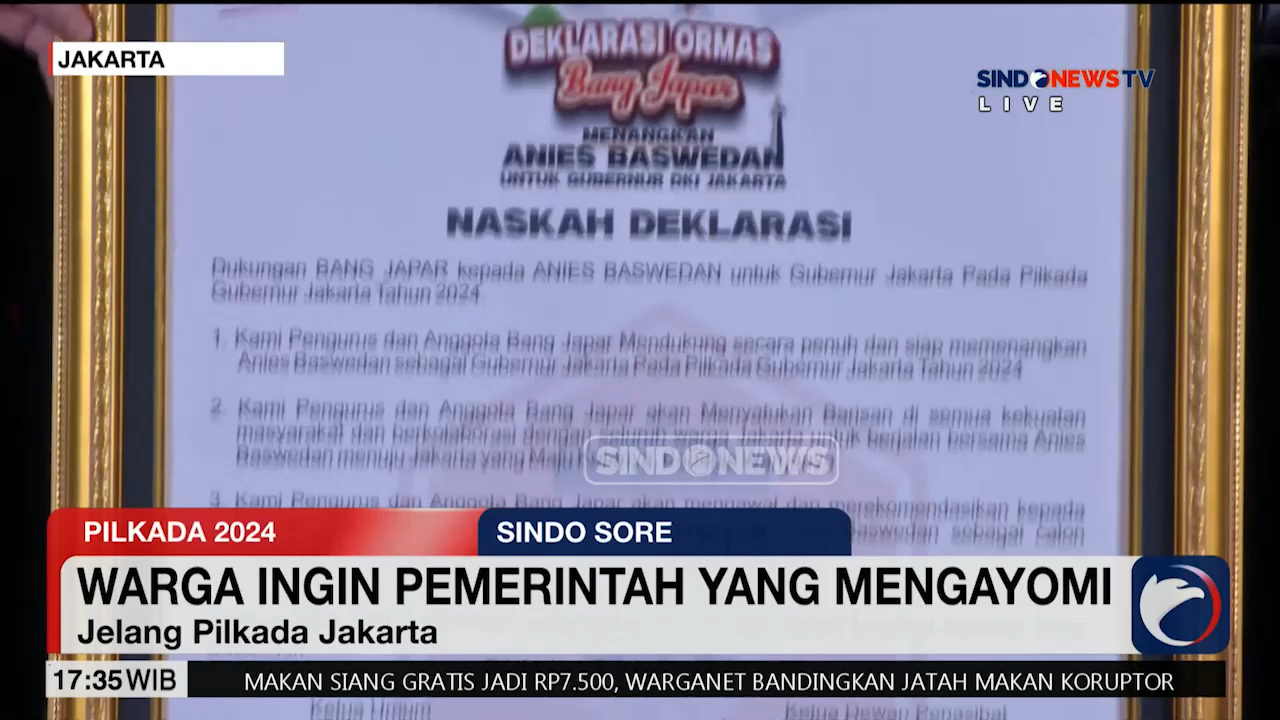 JAKARTA
SINDONEWS TV
LIVE
DEKLARASI ORMAS
Bang Japar
MENANGKAN
ANIES BASWEDAN
UNTUK GUBERNUR DKI JAKARTA
NASKAH DEKLARASI
Dukungan BANG JAPAR kepada ANIES BASWEDAN untuk Gubernur Jakarta Pada Pilkada
Gubernur Jakarta Tahun 2024
1. Kami Pengurus dan Anggota Bang Japar Mendukung secara penuh dan siap memenangkan
Anies Baswedan sebagai Gubernur Jakarta Pada Pilkada Gubernur Jakarta Tahun 2024
2. Kami Pengurus dan Anggota Bang Japar akan Menyatukan Barisan di semua kekuatan
masyarakat dan berkolaborasi dengan seluruh warga Jakarta berjalan bersama Anies
Baswedan menuju Jakarta yang Maju
SINDONEWS
3. Kami Pengurus dan Anggota Bang Japar akan mengawal dan merekomendasikan kepada
Baswedan sebagai calon
PILKADA 2024
SINDO SORE
WARGA INGIN PEMERINTAH YANG MENGAYOMI
Jelang Pilkada Jakarta
17:35 WIB
MAKAN SIANG GRATIS JADI RP7.500, WARGANET BANDINGKAN JATAH MAKAN KORUPTOR
Ketua Umum
Ketua Dewan Penasihat